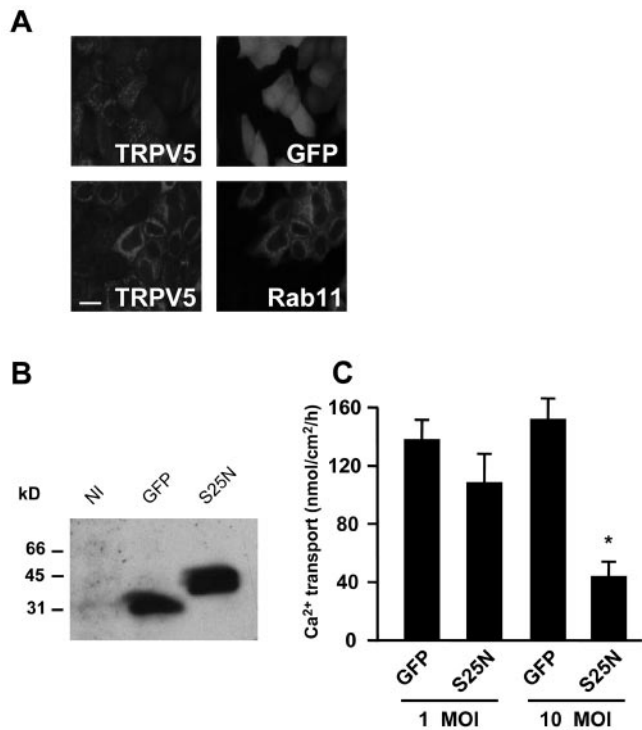 A
TRPV5
GFP
TRPV5
Rab11
B
kD
NI
GFP
S25N
66
45
31
C
Ca²⁺ transport (nmol/cm²/h)
160
120
80
40
0
*
GFP
S25N
GFP
S25N
1 MOI
10 MOI